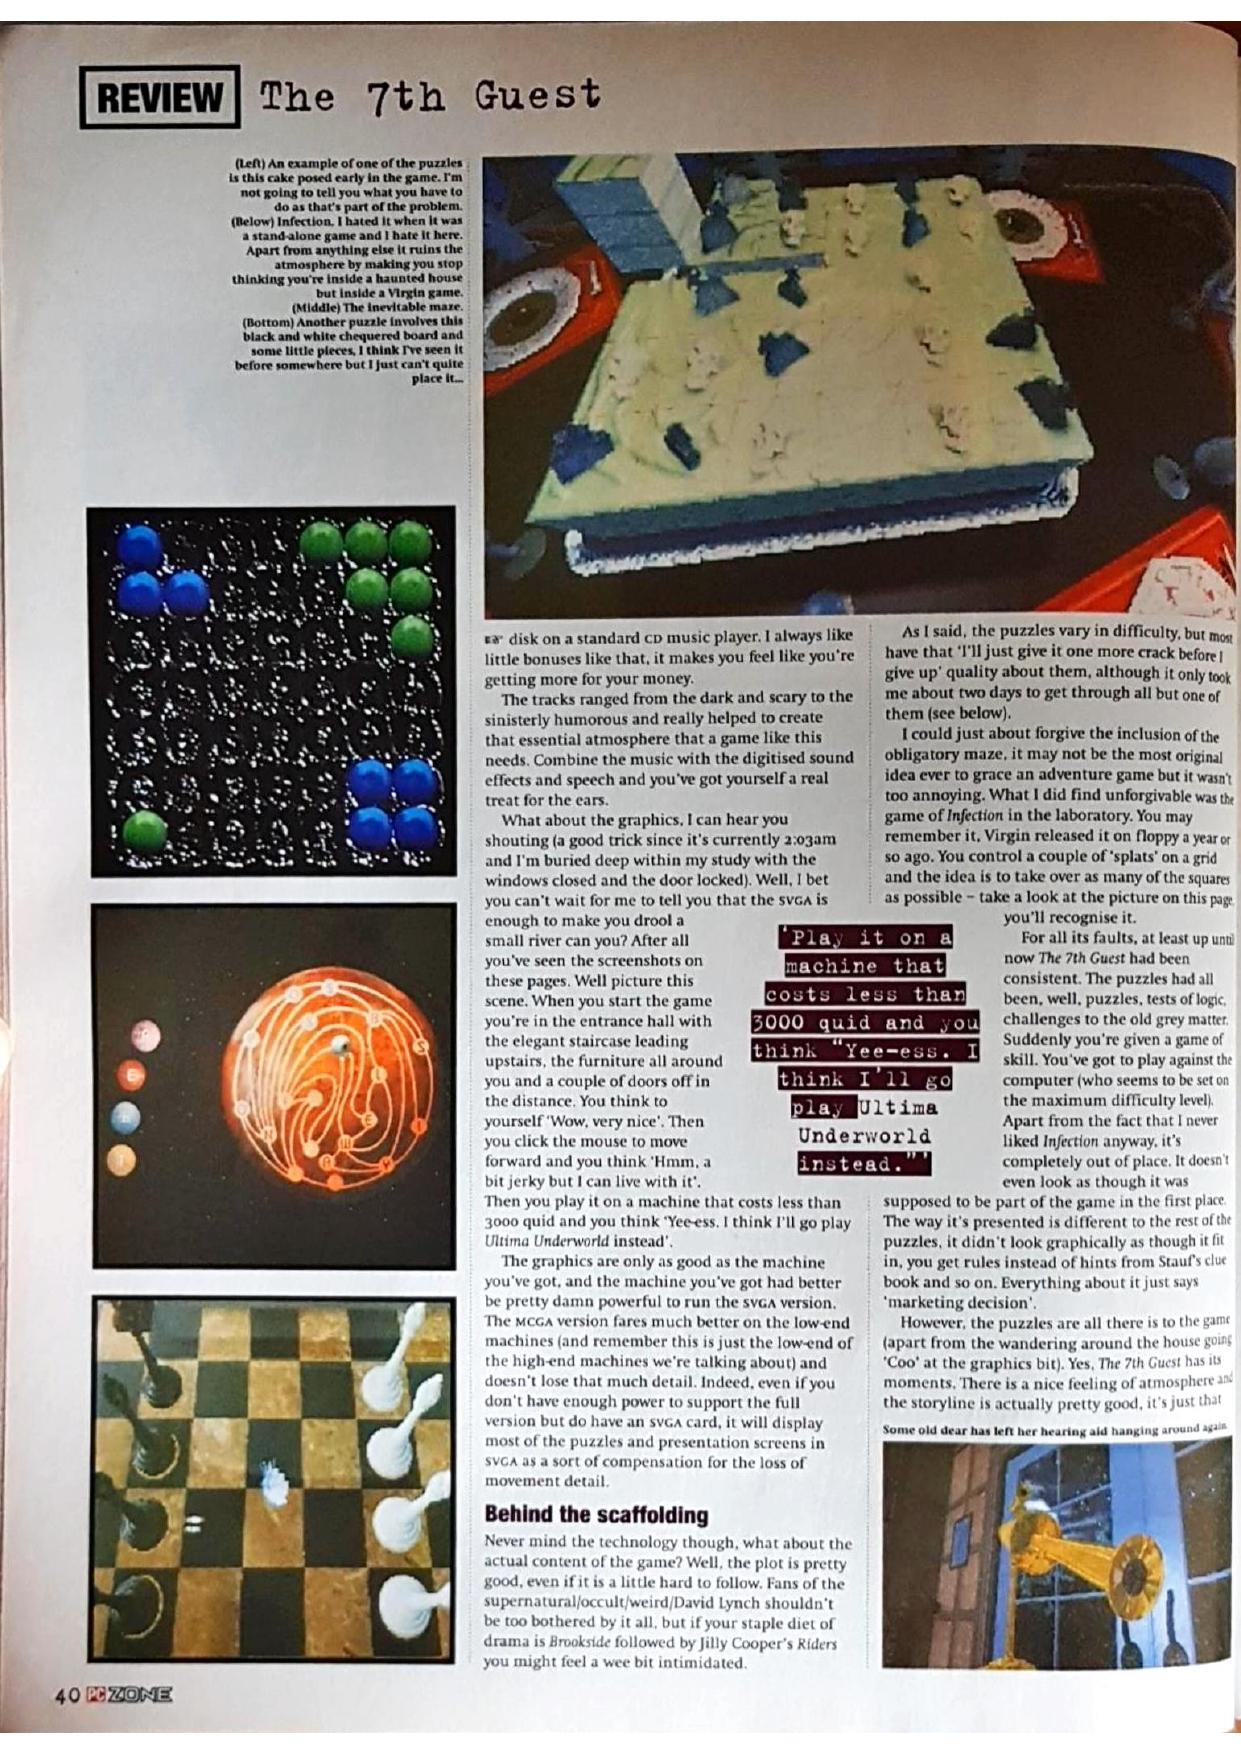 REVIEW The 7th Guest
(Left) An example of one of the puzzles
is this cake posed early in the game. I'm
not going to tell you what you have to
do as that's part of the problem.
(Below) Infection. I hated it when it was
a stand-alone game and I hate it here.
Apart from anything else it ruins the
atmosphere by making you stop
thinking you're inside a haunted house
but inside a Virgin game.
(Middle) The inevitable maze.
(Bottom) Another puzzle involves this
black and white chequered board and
some little pieces, I think I've seen it
before somewhere but I just can't quite
place it...
☞ disk on a standard CD music player. I always like
little bonuses like that, it makes you feel like you're
getting more for your money.
The tracks ranged from the dark and scary to the
sinisterly humorous and really helped to create
that essential atmosphere that a game like this
needs. Combine the music with the digitised sound
effects and speech and you've got yourself a real
treat for the ears.
What about the graphics, I can hear you
shouting (a good trick since it's currently 2:03am
and I'm buried deep within my study with the
windows closed and the door locked). Well, I bet
you can't wait for me to tell you that the SVGA is
enough to make you drool a
small river can you? After all
you've seen the screenshots on
these pages. Well picture this
scene. When you start the game
you're in the entrance hall with
the elegant staircase leading
upstairs, the furniture all around
you and a couple of doors off in
the distance. You think to
yourself 'Wow, very nice'. Then
you click the mouse to move
forward and you think 'Hmm, a
bit jerky but I can live with it'.
Then you play it on a machine that costs less than
3000 quid and you think 'Yee-ess. I think I'll go play
Ultima Underworld instead'.
The graphics are only as good as the machine
you've got, and the machine you've got had better
be pretty damn powerful to run the SVGA version.
The MCGA version fares much better on the low-end
machines (and remember this is just the low-end of
the high-end machines we're talking about) and
doesn't lose that much detail. Indeed, even if you
don't have enough power to support the full
version but do have an SVGA card, it will display
most of the puzzles and presentation screens in
SVGA as a sort of compensation for the loss of
movement detail.
Behind the scaffolding
Never mind the technology though, what about the
actual content of the game? Well, the plot is pretty
good, even if it is a little hard to follow. Fans of the
supernatural/occult/weird/David Lynch shouldn't
be too bothered by it all, but if your staple diet of
drama is Brookside followed by Jilly Cooper's Riders
you might feel a wee bit intimidated.
'Play it on a
machine that
costs less than
3000 quid and you
think "Yee-ess. I
think I'll go
play Ultima
Underworld
instead."'
As I said, the puzzles vary in difficulty, but most
have that 'I'll just give it one more crack before I
give up' quality about them, although it only took
me about two days to get through all but one of
them (see below).
I could just about forgive the inclusion of the
obligatory maze, it may not be the most original
idea ever to grace an adventure game but it wasn't
too annoying. What I did find unforgivable was the
game of Infection in the laboratory. You may
remember it, Virgin released it on floppy a year or
so ago. You control a couple of 'splats' on a grid
and the idea is to take over as many of the squares
as possible – take a look at the picture on this page,
you'll recognise it.
For all its faults, at least up until
now The 7th Guest had been
consistent. The puzzles had all
been, well, puzzles, tests of logic,
challenges to the old grey matter.
Suddenly you're given a game of
skill. You've got to play against the
computer (who seems to be set on
the maximum difficulty level).
Apart from the fact that I never
liked Infection anyway, it's
completely out of place. It doesn't
even look as though it was
supposed to be part of the game in the first place.
The way it's presented is different to the rest of the
puzzles, it didn't look graphically as though it fit
in, you get rules instead of hints from Stauf's clue
book and so on. Everything about it just says
'marketing decision'.
However, the puzzles are all there is to the game
(apart from the wandering around the house going
'Coo' at the graphics bit). Yes, The 7th Guest has its
moments. There is a nice feeling of atmosphere and
the storyline is actually pretty good, it's just that
Some old dear has left her hearing aid hanging around again.
40 PC ZONE